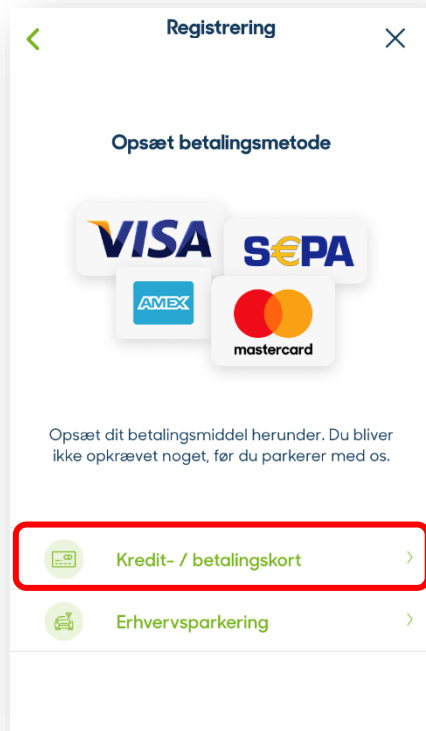 Registrering
Opsæt betalingsmetode
VISA
S€PA
AMEX
mastercard
Opsæt dit betalingsmiddel herunder. Du bliver
ikke opkrævet noget, før du parkerer med os.
Kredit- / betalingskort
Erhvervsparkering